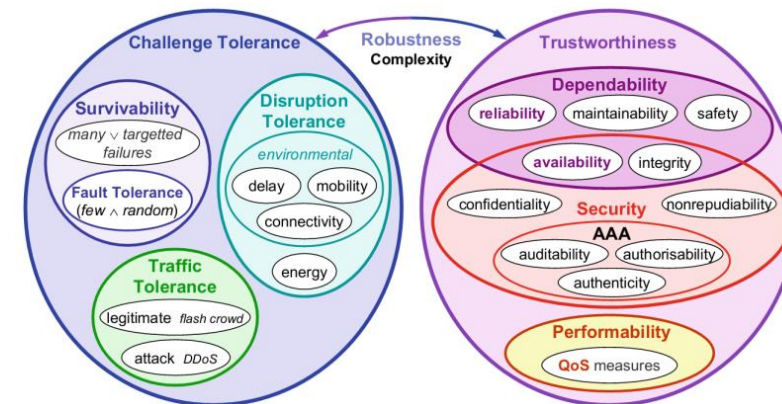 Challenge Tolerance
Robustness
Complexity
Trustworthiness
Survivability
many ∨ targetted
failures
Fault Tolerance
(few ∧ random)
Disruption
Tolerance
environmental
delay
mobility
connectivity
energy
Traffic
Tolerance
legitimate flash crowd
attack DDoS
Dependability
reliability
maintainability
safety
availability
integrity
confidentiality
Security
nonrepudiability
AAA
auditability
authorisability
authenticity
Performability
QoS measures